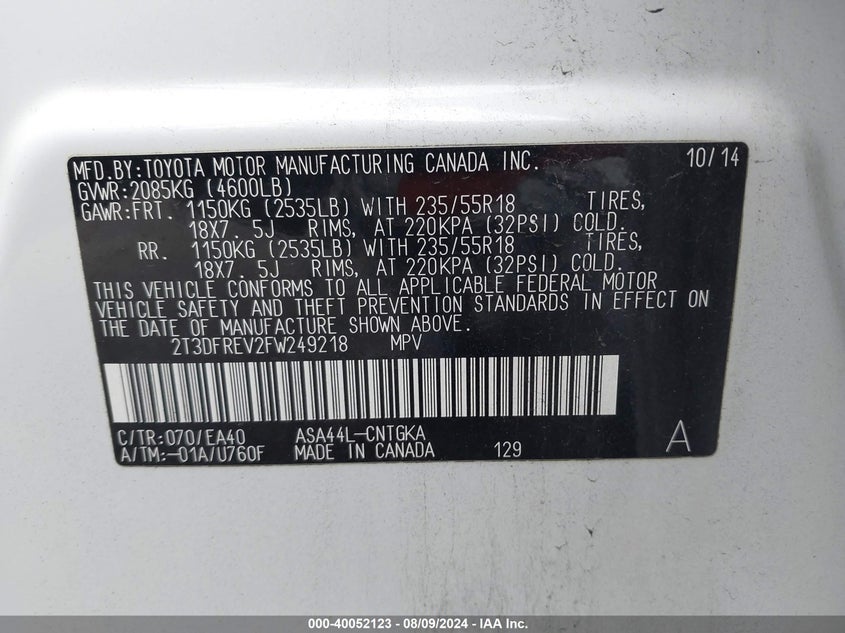 MFD.BY:TOYOTA MOTOR MANUFACTURING CANADA INC. 10/14
GVWR:2085KG (4600LB)
GAWR:FRT. 1150KG (2535LB) WITH 235/55R18 TIRES,
18X7.5J RIMS, AT 220KPA (32PSI) COLD.
RR. 1150KG (2535LB) WITH 235/55R18 TIRES,
18X7.5J RIMS, AT 220KPA (32PSI) COLD.
THIS VEHICLE CONFORMS TO ALL APPLICABLE FEDERAL MOTOR
VEHICLE SAFETY AND THEFT PREVENTION STANDARDS IN EFFECT ON
THE DATE OF MANUFACTURE SHOWN ABOVE.
2T3DFREV2FW249218 MPV
C/TR:070/EA40 ASA44L-CNTGKA
A/TM:-01A/U760F MADE IN CANADA 129 A
000-40052123 - 08/09/2024 - IAA Inc.